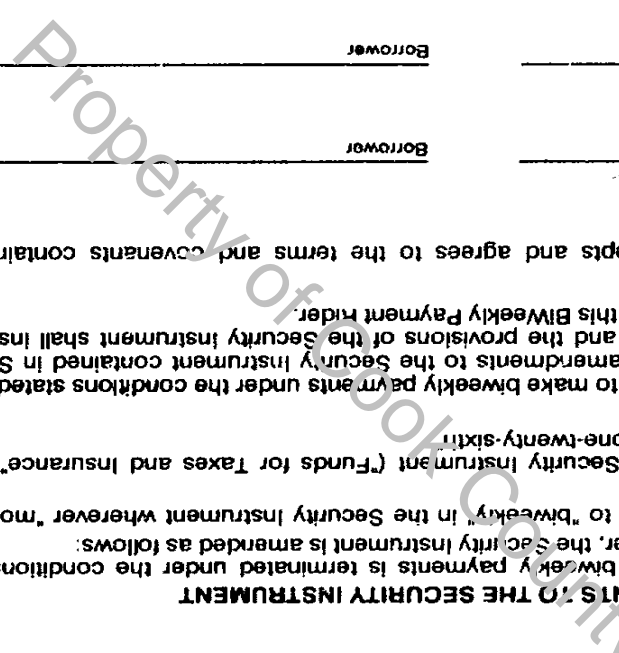 NTS TO THE SECURITY INSTRUMENT
biweekly payments is terminated under the conditions
er, the Security Instrument is amended as follows:
to "biweekly" in the Security Instrument wherever "mo
Security Instrument ("Funds for Taxes and Insurance"
one-twenty-sixth
to make biweekly payments under the conditions stated
amendments to the Security Instrument contained in S
and the provisions of the Security Instrument shall ins
this BiWeekly Payment Rider.
epts and agrees to the terms and covenants contain
Borrower
Borrower
Property of Cook County